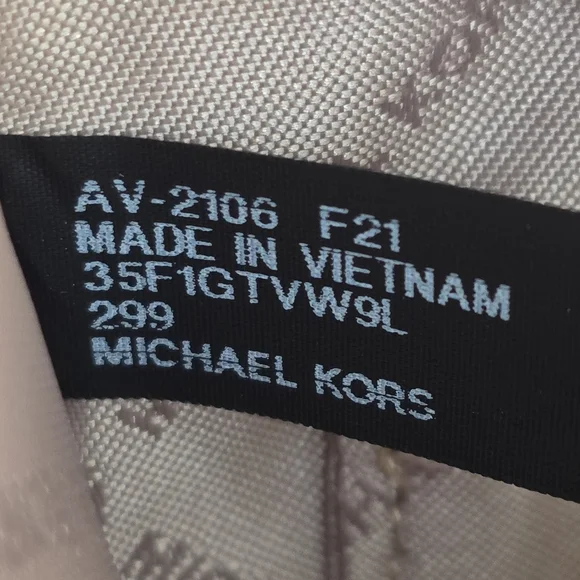 AV-2106 F21
MADE IN VIETNAM
35F1GTVW9L
299
MICHAEL KORS